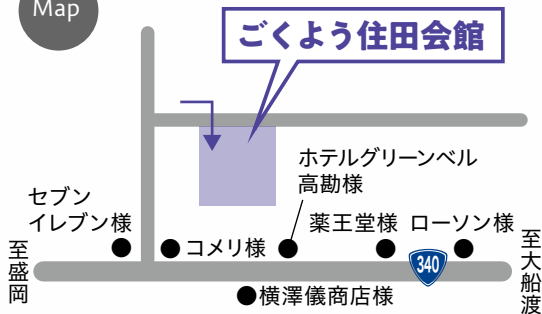 Map
ごくよう住田会館
ホテルグリーンベル
高勘様
セブン
イレブン様
コメリ様
薬王堂様
ローソン様
至盛岡
340
至大船渡
横澤儀商店様